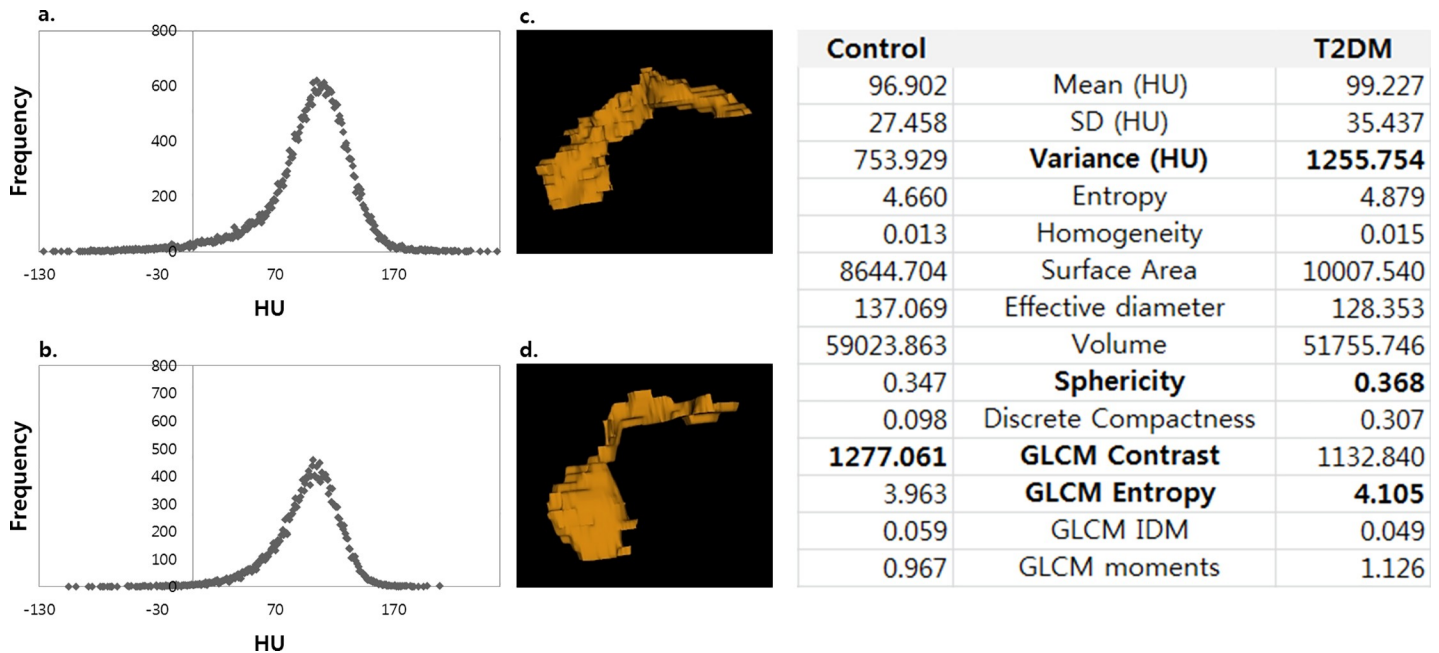 a.
800
600
400
200
0
-130 -30 70 170
Frequency
HU
b.
800
700
600
500
400
300
200
100
0
-130 -30 70 170
Frequency
HU
c.
d.
Control T2DM
96.902 Mean (HU) 99.227
27.458 SD (HU) 35.437
753.929 Variance (HU) 1255.754
4.660 Entropy 4.879
0.013 Homogeneity 0.015
8644.704 Surface Area 10007.540
137.069 Effective diameter 128.353
59023.863 Volume 51755.746
0.347 Sphericity 0.368
0.098 Discrete Compactness 0.307
1277.061 GLCM Contrast 1132.840
3.963 GLCM Entropy 4.105
0.059 GLCM IDM 0.049
0.967 GLCM moments 1.126